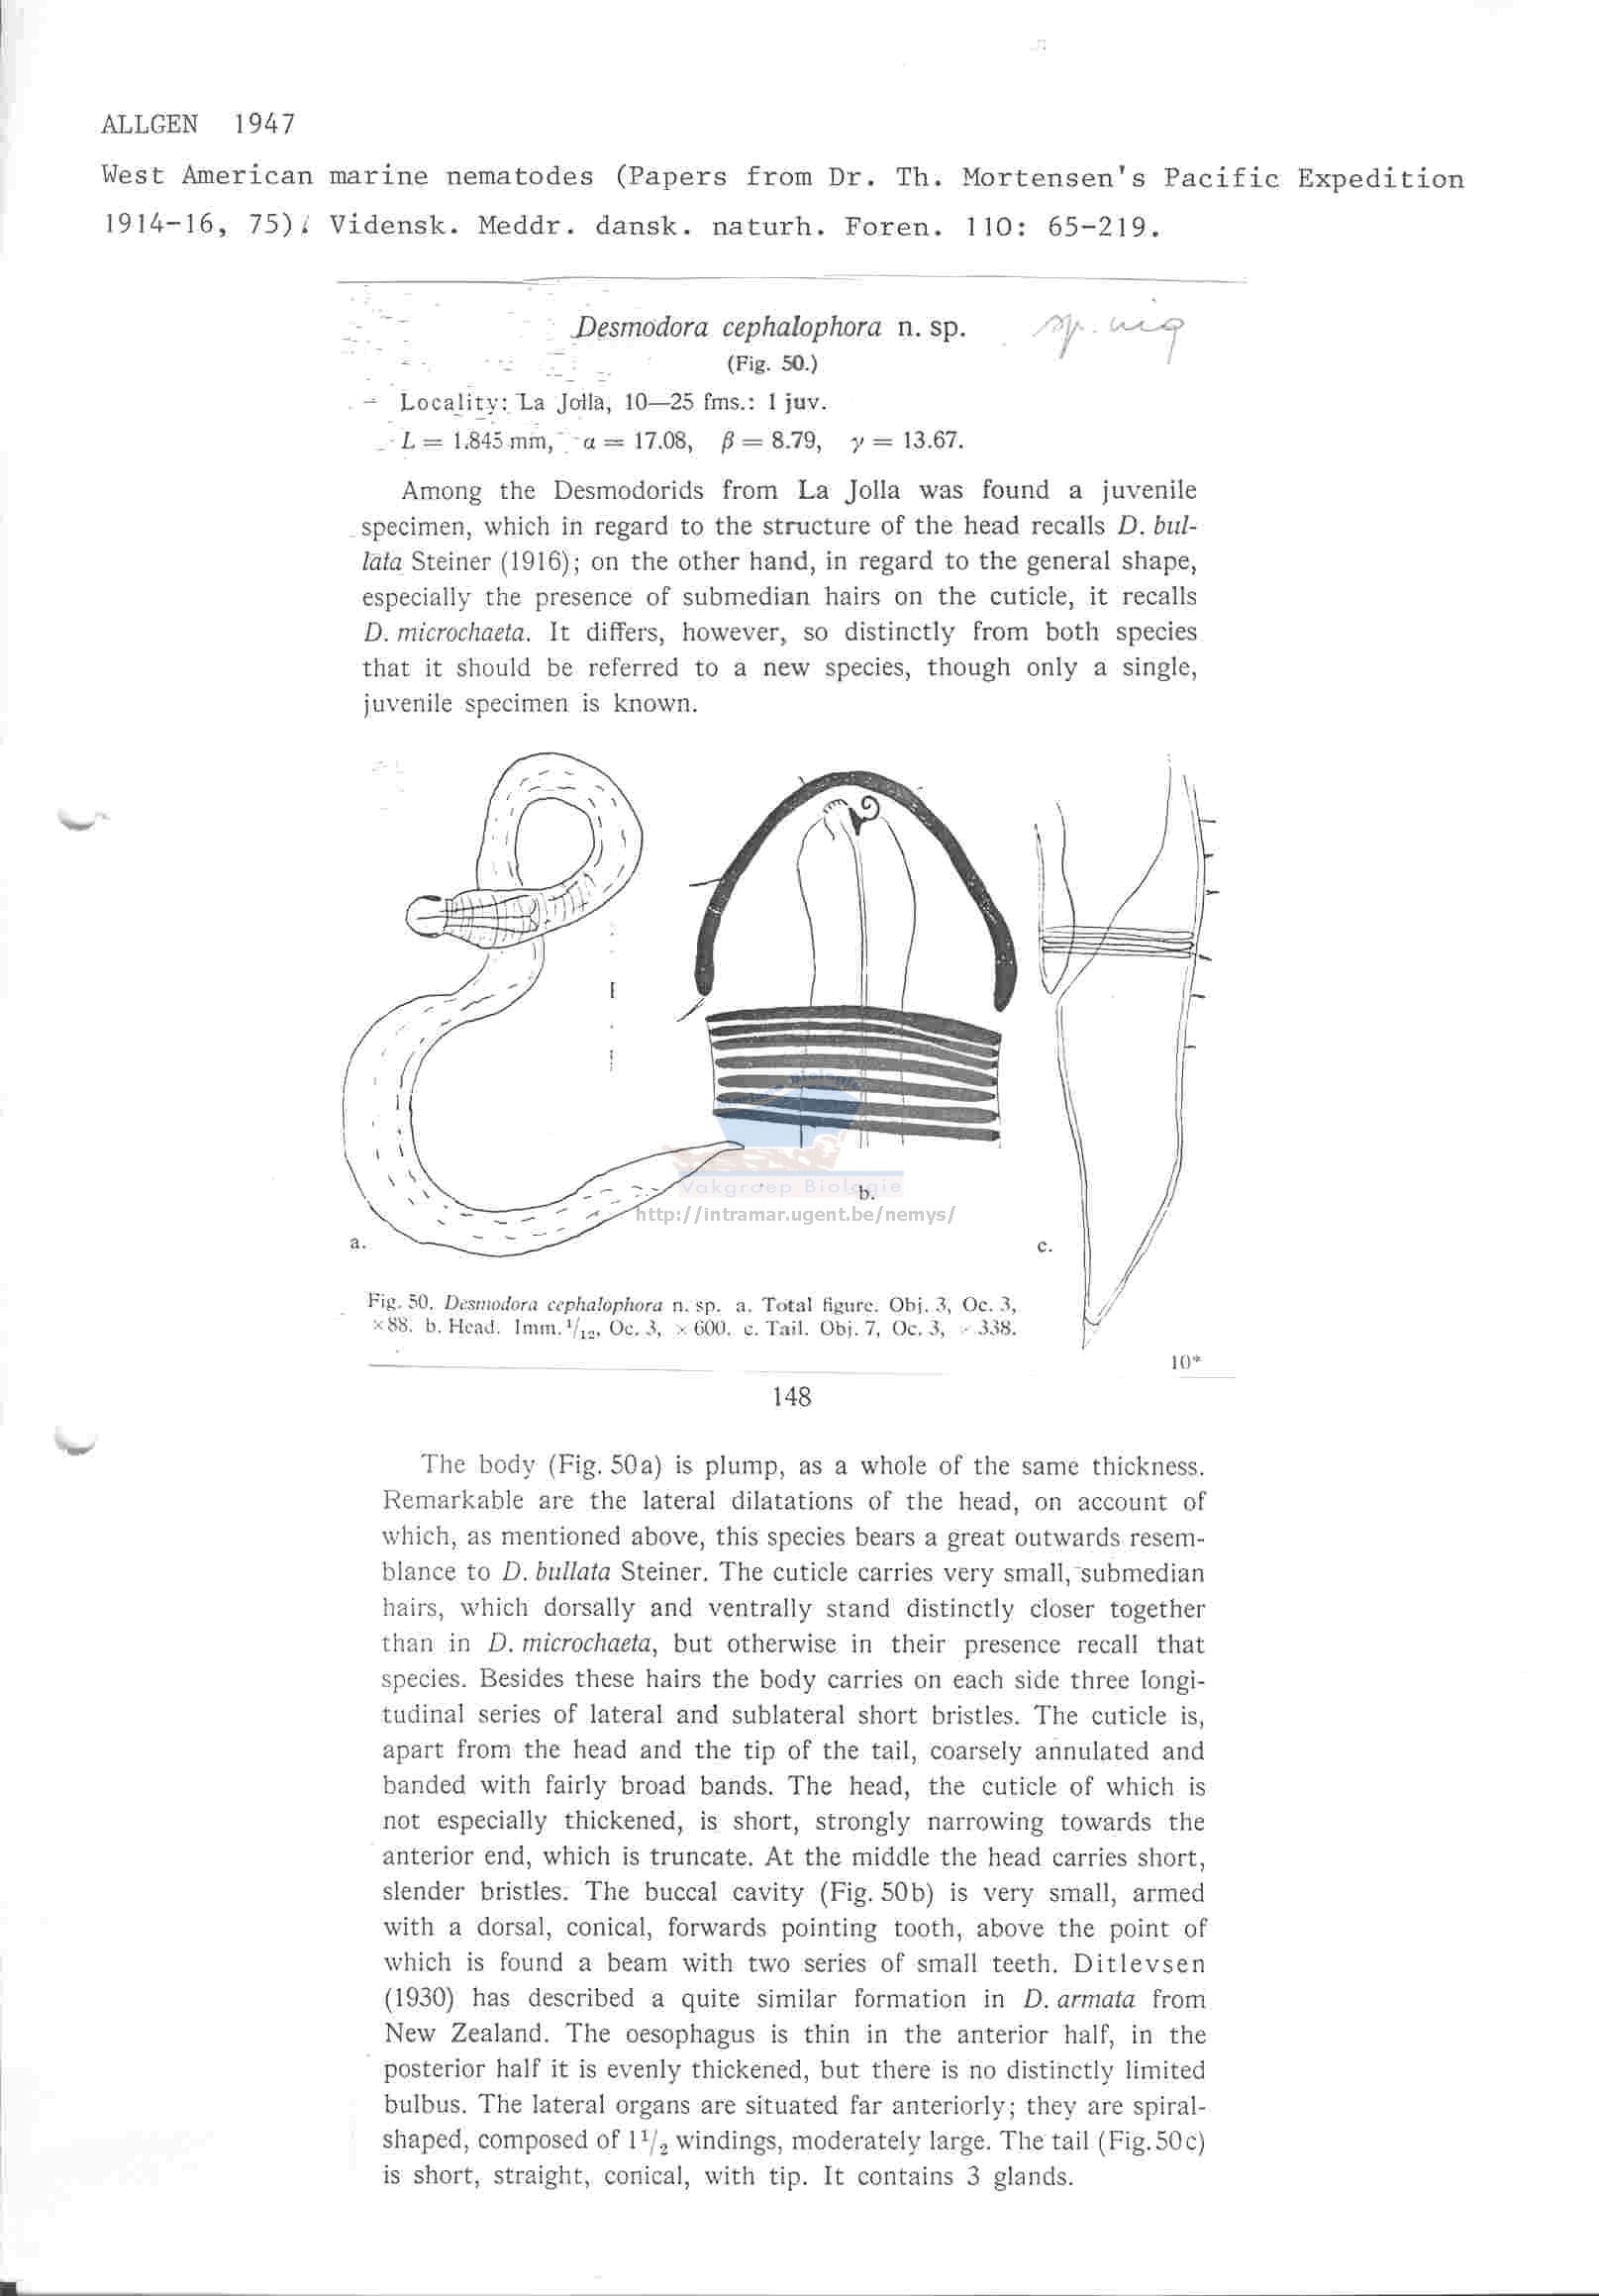 ALLGEN 1947
West American marine nematodes (Papers from Dr. Th. Mortensen's Pacific Expedition
1914-16, 75); Vidensk. Meddr. dansk. naturh. Foren. 110: 65-219.
Desmodora cephalophora n. sp.
sp. inq
(Fig. 50.)
Locality: La Jolla, 10—25 fms.: 1 juv.
L = 1.845 mm, α = 17.08, β = 8.79, γ = 13.67.
Among the Desmodorids from La Jolla was found a juvenile
specimen, which in regard to the structure of the head recalls D. bul-
lata Steiner (1916); on the other hand, in regard to the general shape,
especially the presence of submedian hairs on the cuticle, it recalls
D. microchaeta. It differs, however, so distinctly from both species
that it should be referred to a new species, though only a single,
juvenile specimen is known.
Mariene biologie
Vakgroep Biologie
b.
http://intramar.ugent.be/nemys/
a.
c.
Fig. 50. Desmodora cephalophora n. sp. a. Total figure. Obj. 3, Oc. 3,
×88. b. Head. Imm. 1/12, Oc. 3, × 600. c. Tail. Obj. 7, Oc. 3, × 338.
10*
148
The body (Fig. 50a) is plump, as a whole of the same thickness.
Remarkable are the lateral dilatations of the head, on account of
which, as mentioned above, this species bears a great outwards resem-
blance to D. bullata Steiner. The cuticle carries very small, submedian
hairs, which dorsally and ventrally stand distinctly closer together
than in D. microchaeta, but otherwise in their presence recall that
species. Besides these hairs the body carries on each side three longi-
tudinal series of lateral and sublateral short bristles. The cuticle is,
apart from the head and the tip of the tail, coarsely annulated and
banded with fairly broad bands. The head, the cuticle of which is
not especially thickened, is short, strongly narrowing towards the
anterior end, which is truncate. At the middle the head carries short,
slender bristles. The buccal cavity (Fig. 50b) is very small, armed
with a dorsal, conical, forwards pointing tooth, above the point of
which is found a beam with two series of small teeth. Ditlevsen
(1930) has described a quite similar formation in D. armata from
New Zealand. The oesophagus is thin in the anterior half, in the
posterior half it is evenly thickened, but there is no distinctly limited
bulbus. The lateral organs are situated far anteriorly; they are spiral-
shaped, composed of 1 1/2 windings, moderately large. The tail (Fig. 50c)
is short, straight, conical, with tip. It contains 3 glands.